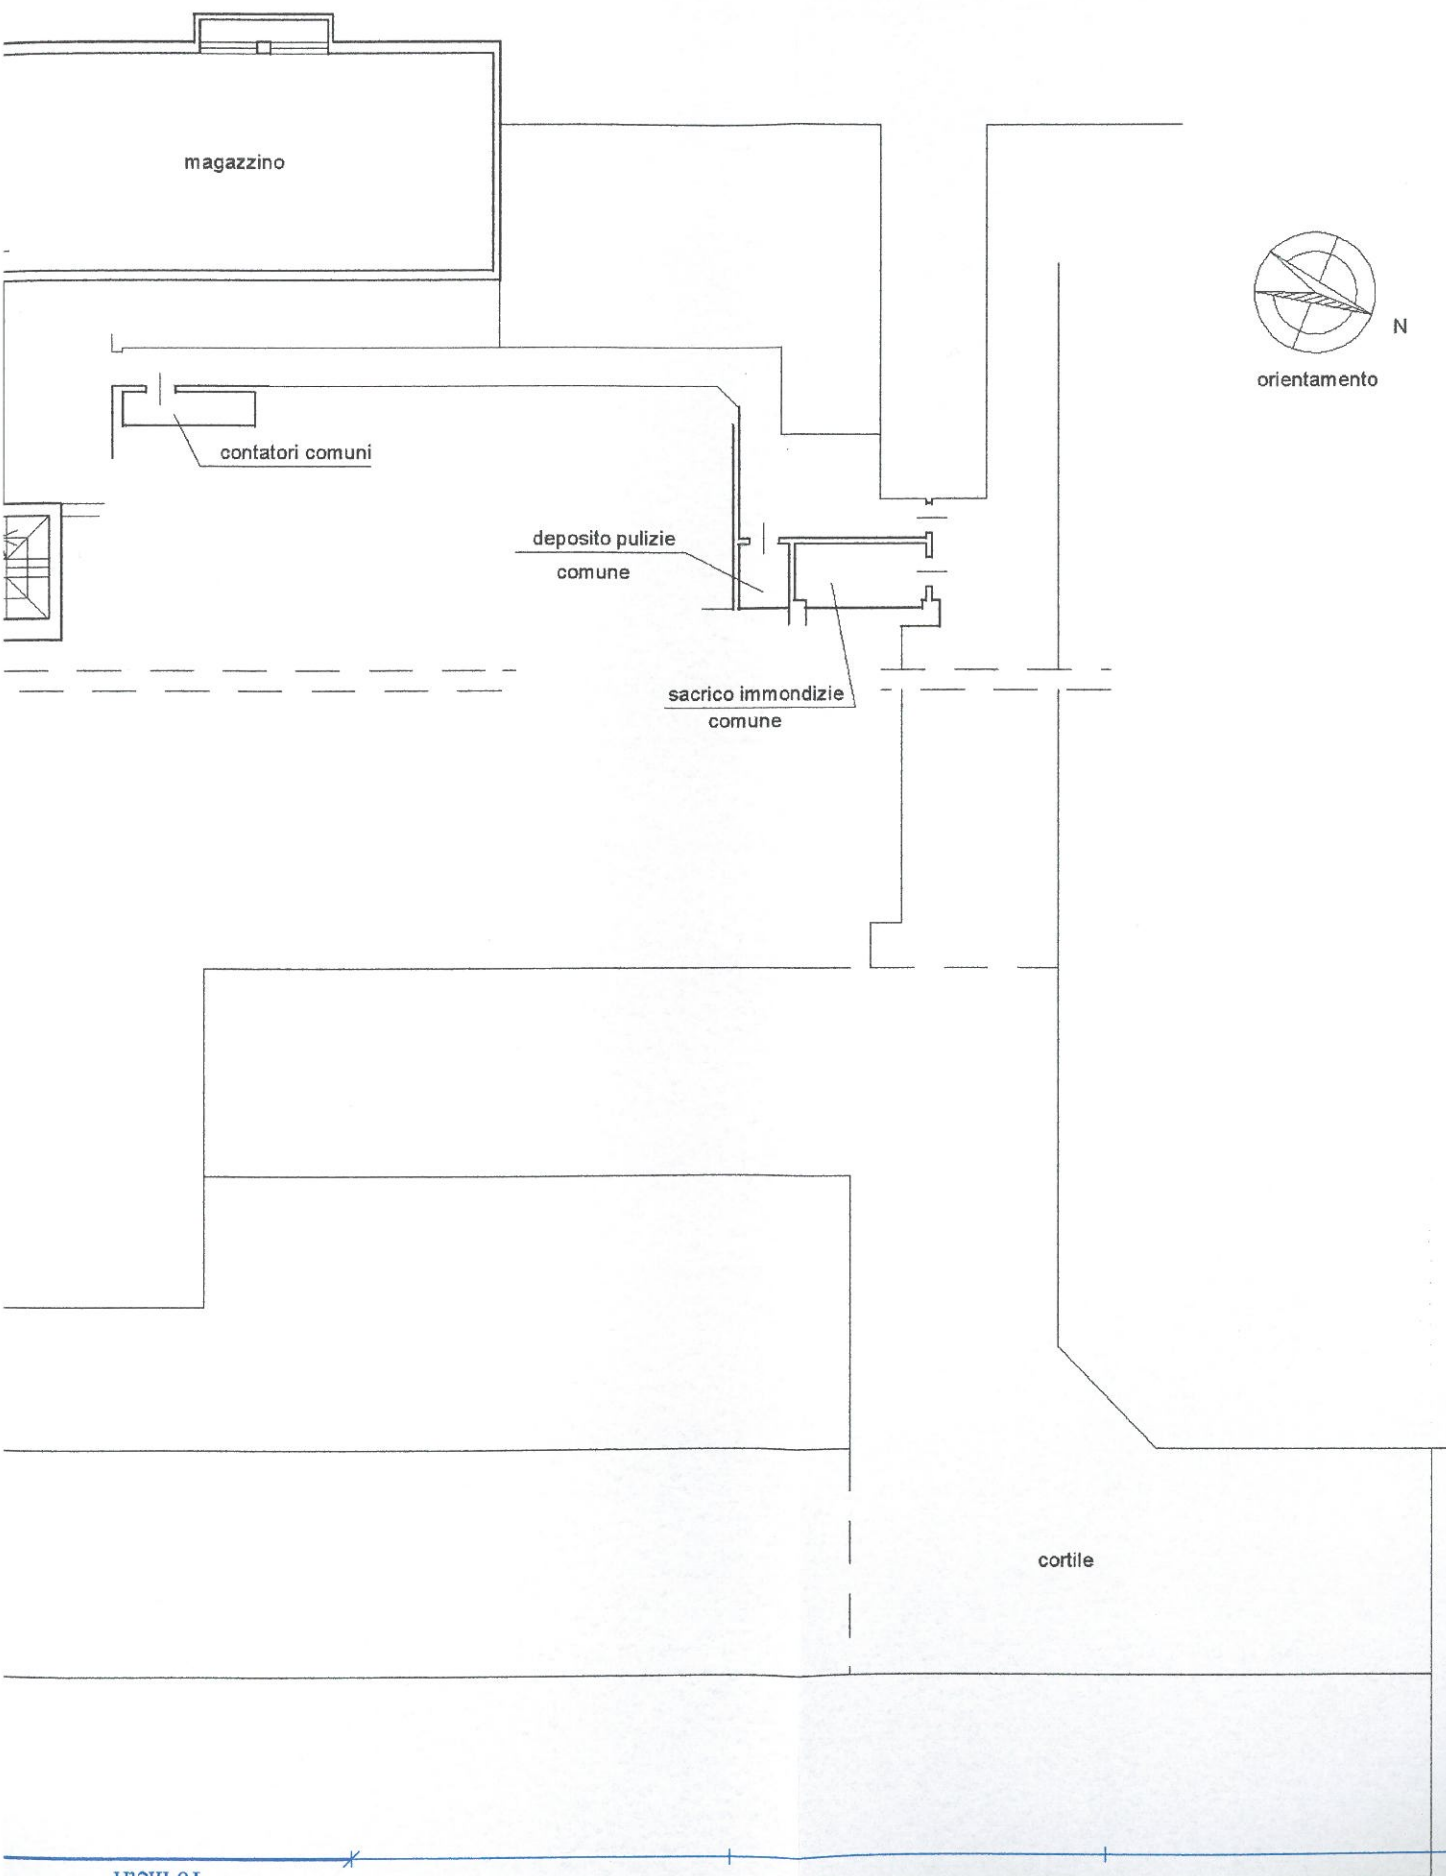 magazzino
N
orientamento
contatori comuni
deposito pulizie
comune
sacrico immondizie
comune
cortile